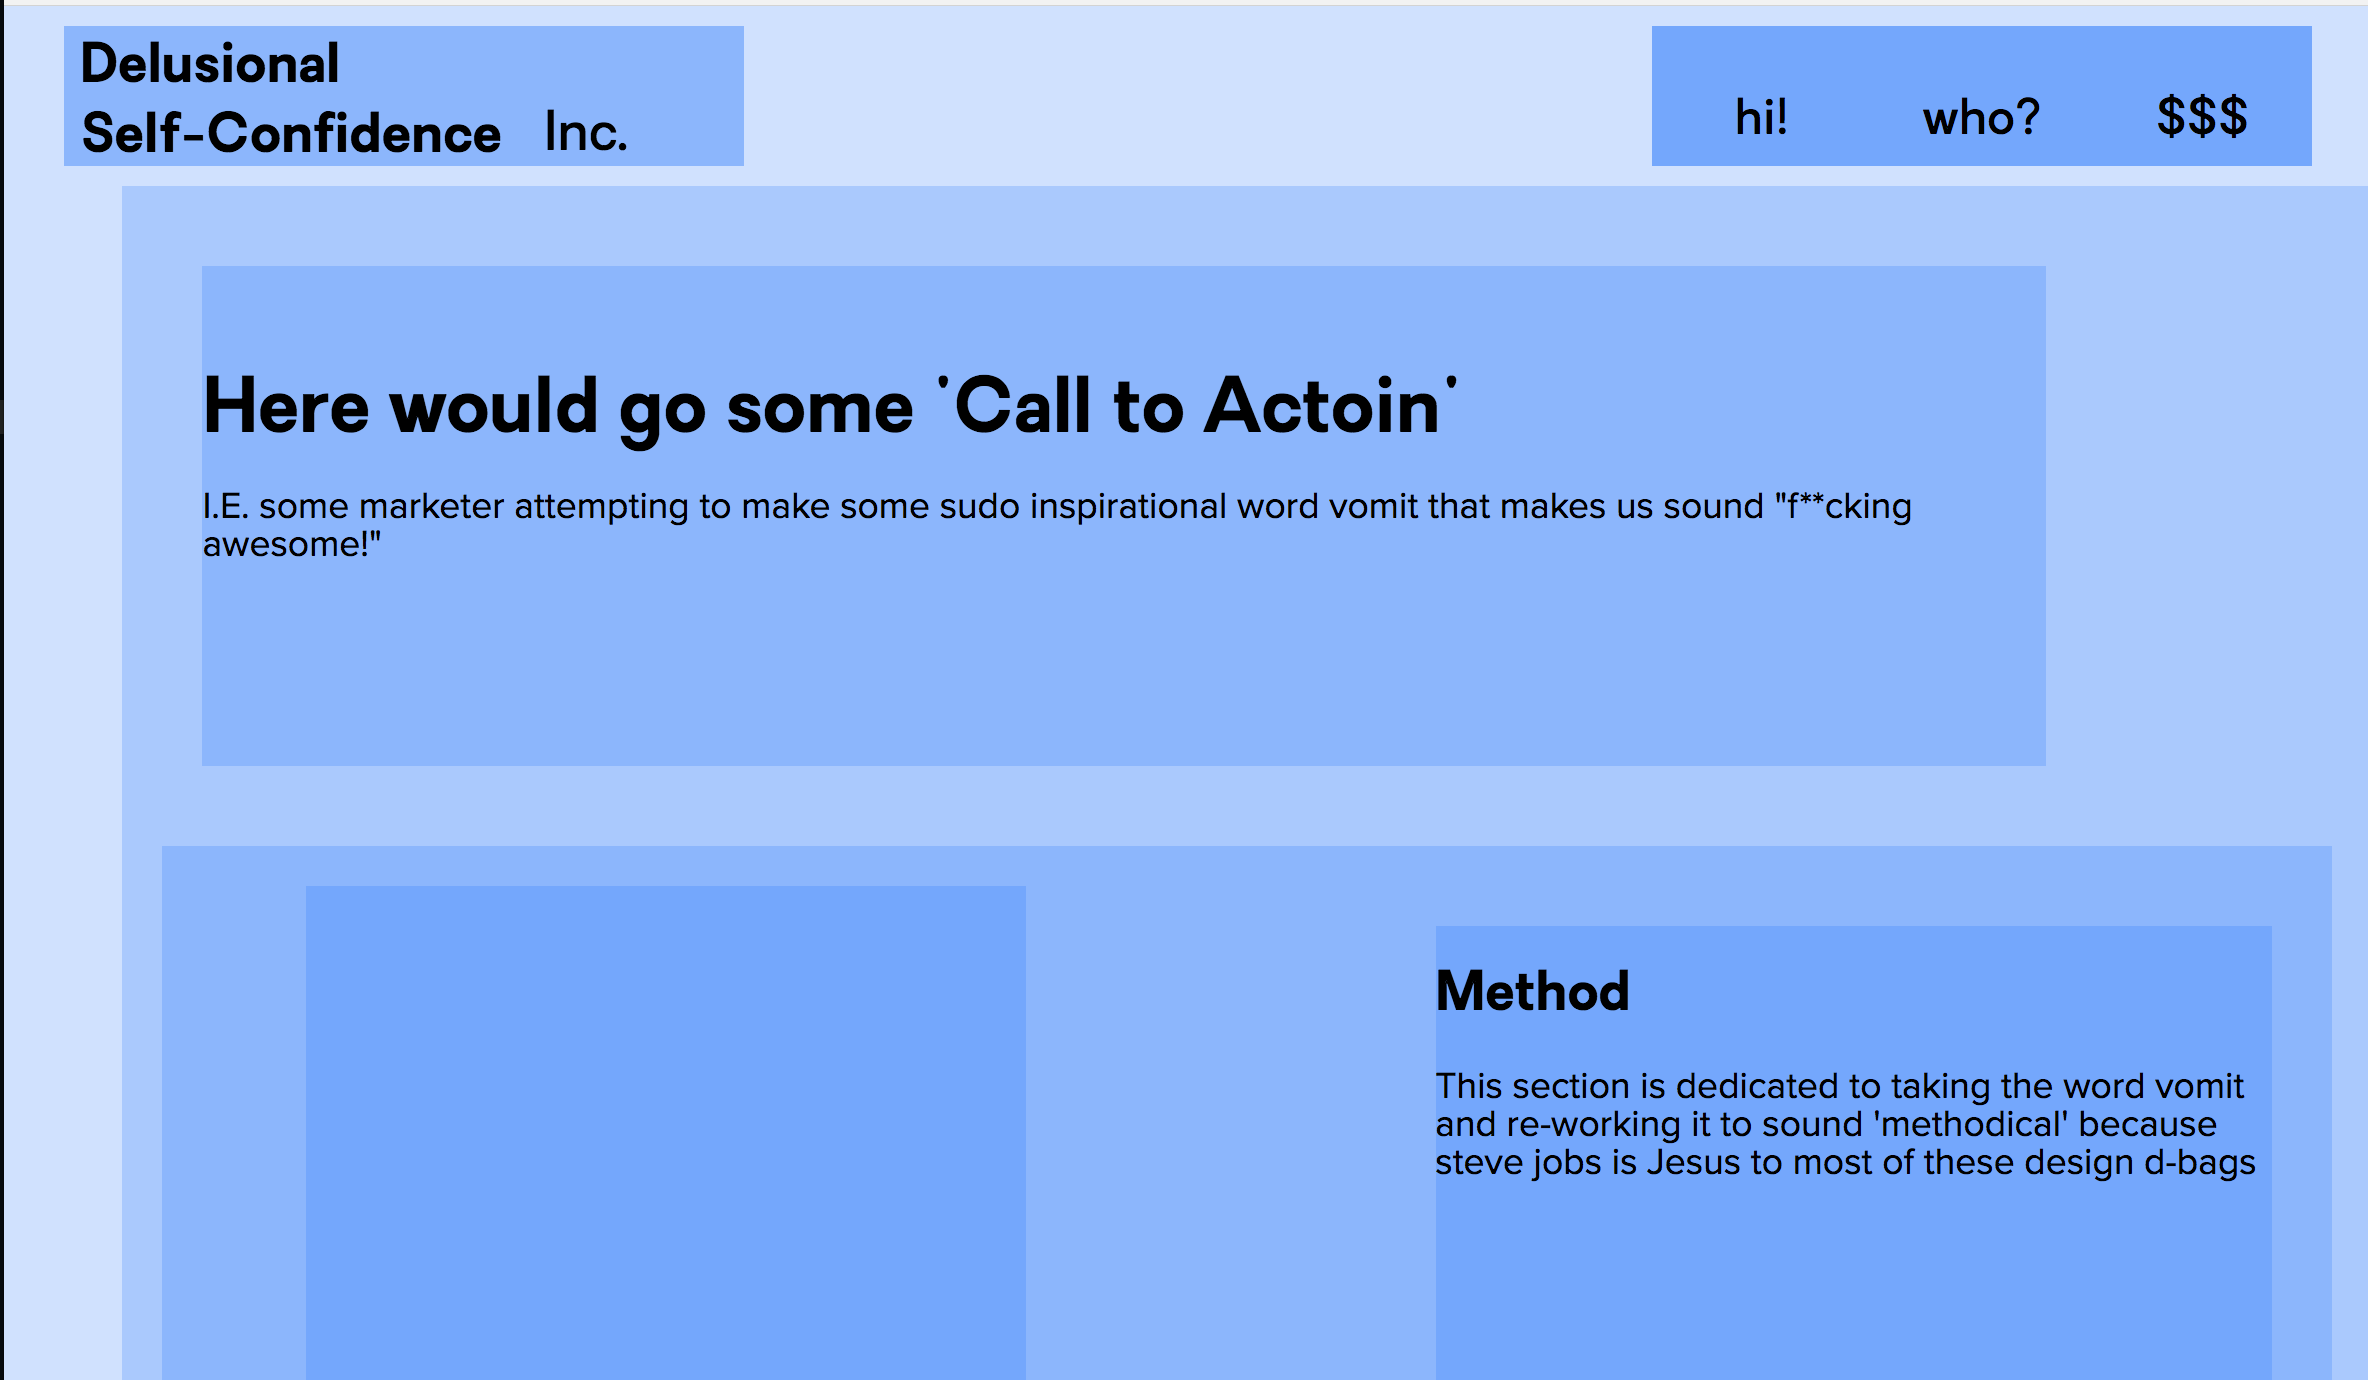 Delusional
Self-Confidence Inc.
hi! who? $$$
Here would go some 'Call to Actoin'
I.E. some marketer attempting to make some sudo inspirational word vomit that makes us sound "f**cking
awesome!"
Method
This section is dedicated to taking the word vomit
and re-working it to sound 'methodical' because
steve jobs is Jesus to most of these design d-bags